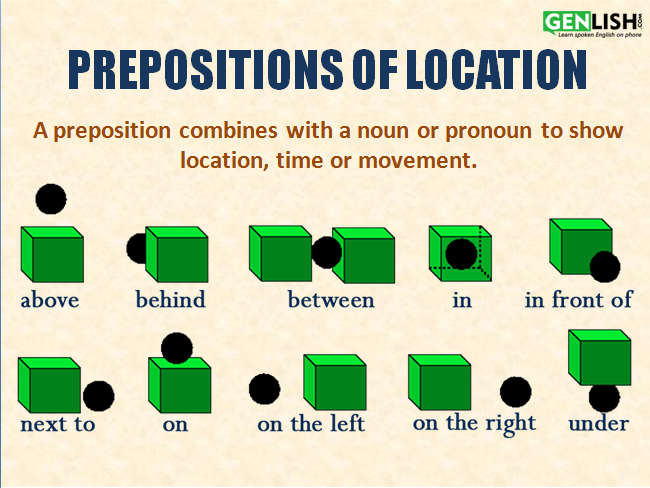 GENLISH.COM
Learn spoken English on phone
PREPOSITIONS OF LOCATION
A preposition combines with a noun or pronoun to show
location, time or movement.
above behind between in in front of
next to on on the left on the right under